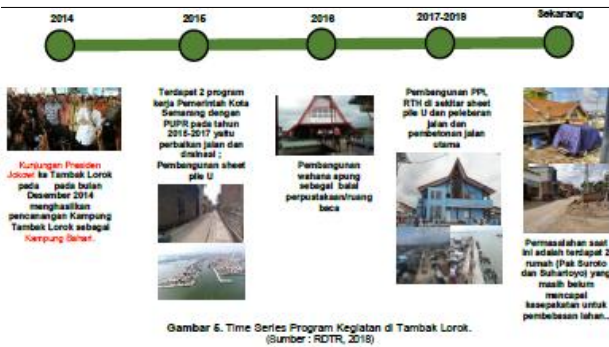 2014
2015
2016
2017-2018
Sekarang
Kunjungan Presiden
Jokowi ke Tambak Lorok
pada pada bulan
Desember 2014
menghasilkan
pencanangan Kampung
Tambak Lorok sebagai
Kampung Bahari.
Terdapat 2 program
kerja Pemerintah Kota
Semarang dengan
PUPR pada tahun
2015-2017 yaitu
perbaikan jalan dan
drainasi ;
Pembangunan sheet
pile U
Pembangunan
wahana apung
sebagai balai
perpustakaan/ruang
baca
Pembangunan PPI,
RTH di sekitar sheet
pile U dan pelebaran
jalan dan
pembetonan jalan
utama
Permasalahan saat
ini adalah terdapat 2
rumah (Pak Suroto
dan Suhartoyo) yang
masih belum
mencapai
kesepakatan untuk
pembebasan lahan..
Gambar 5. Time Series Program Kegiatan di Tambak Lorok.
(Sumber : RDTR, 2018)